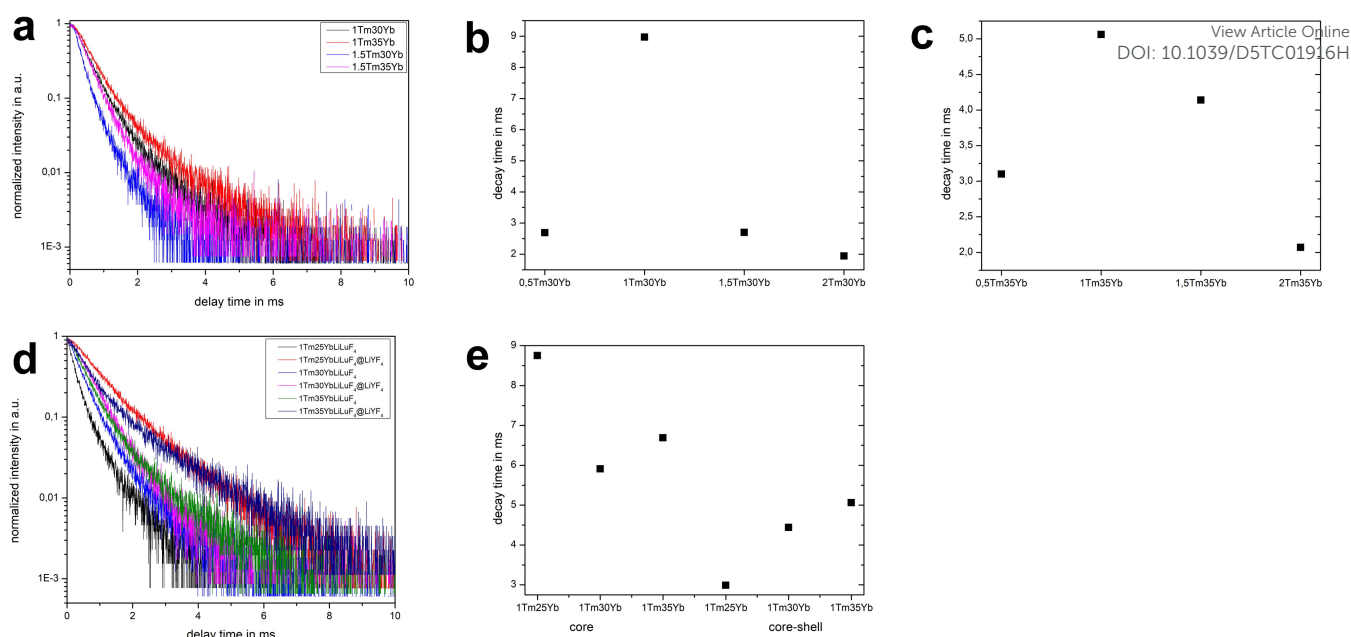 a
1Tm30Yb
1Tm35Yb
1.5Tm30Yb
1.5Tm35Yb
1
0,1
0,01
1E-3
normalized intensity in a.u.
0 2 4 6 8 10
delay time in ms
b
9
8
7
6
5
4
3
2
decay time in ms
0,5Tm30Yb 1Tm30Yb 1,5Tm30Yb 2Tm30Yb
c
View Article Online
DOI: 10.1039/D5TC01916H
5,0
4,5
4,0
3,5
3,0
2,5
2,0
decay time in ms
0,5Tm35Yb 1Tm35Yb 1,5Tm35Yb 2Tm35Yb
d
1Tm25YbLiLuF4
1Tm25YbLiLuF4@LiYF4
1Tm30YbLiLuF4
1Tm30YbLiLuF4@LiYF4
1Tm35YbLiLuF4
1Tm35YbLiLuF4@LiYF4
1
0,1
0,01
1E-3
normalized intensity in a.u.
0 2 4 6 8 10
delay time in ms
e
9
8
7
6
5
4
3
decay time in ms
1Tm25Yb 1Tm30Yb 1Tm35Yb 1Tm25Yb 1Tm30Yb 1Tm35Yb
core core-shell